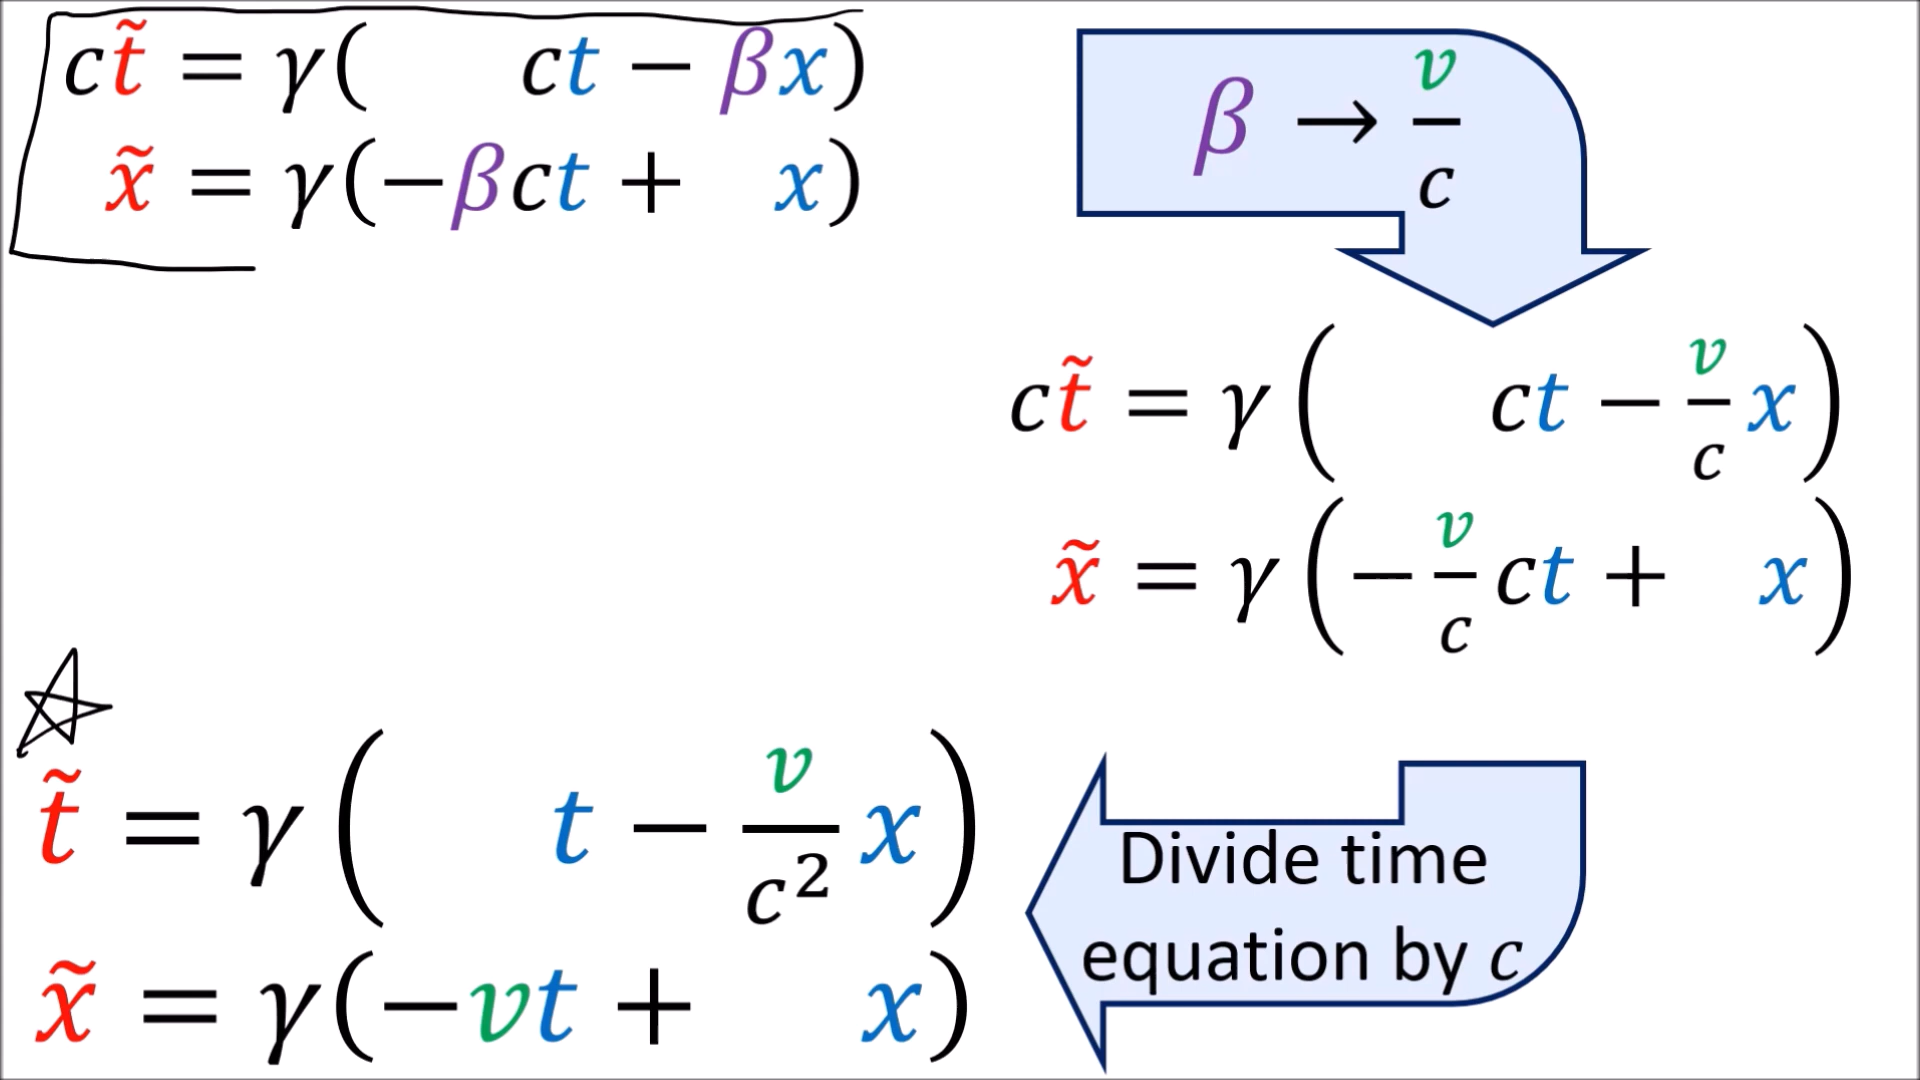 ct̃ = γ( ct − βx)
x̃ = γ(−βct + x)
β → v/c
ct̃ = γ( ct − v/c x)
x̃ = γ(−v/c ct + x)
t̃ = γ( t − v/c² x)
x̃ = γ(−vt + x)
Divide time
equation by c